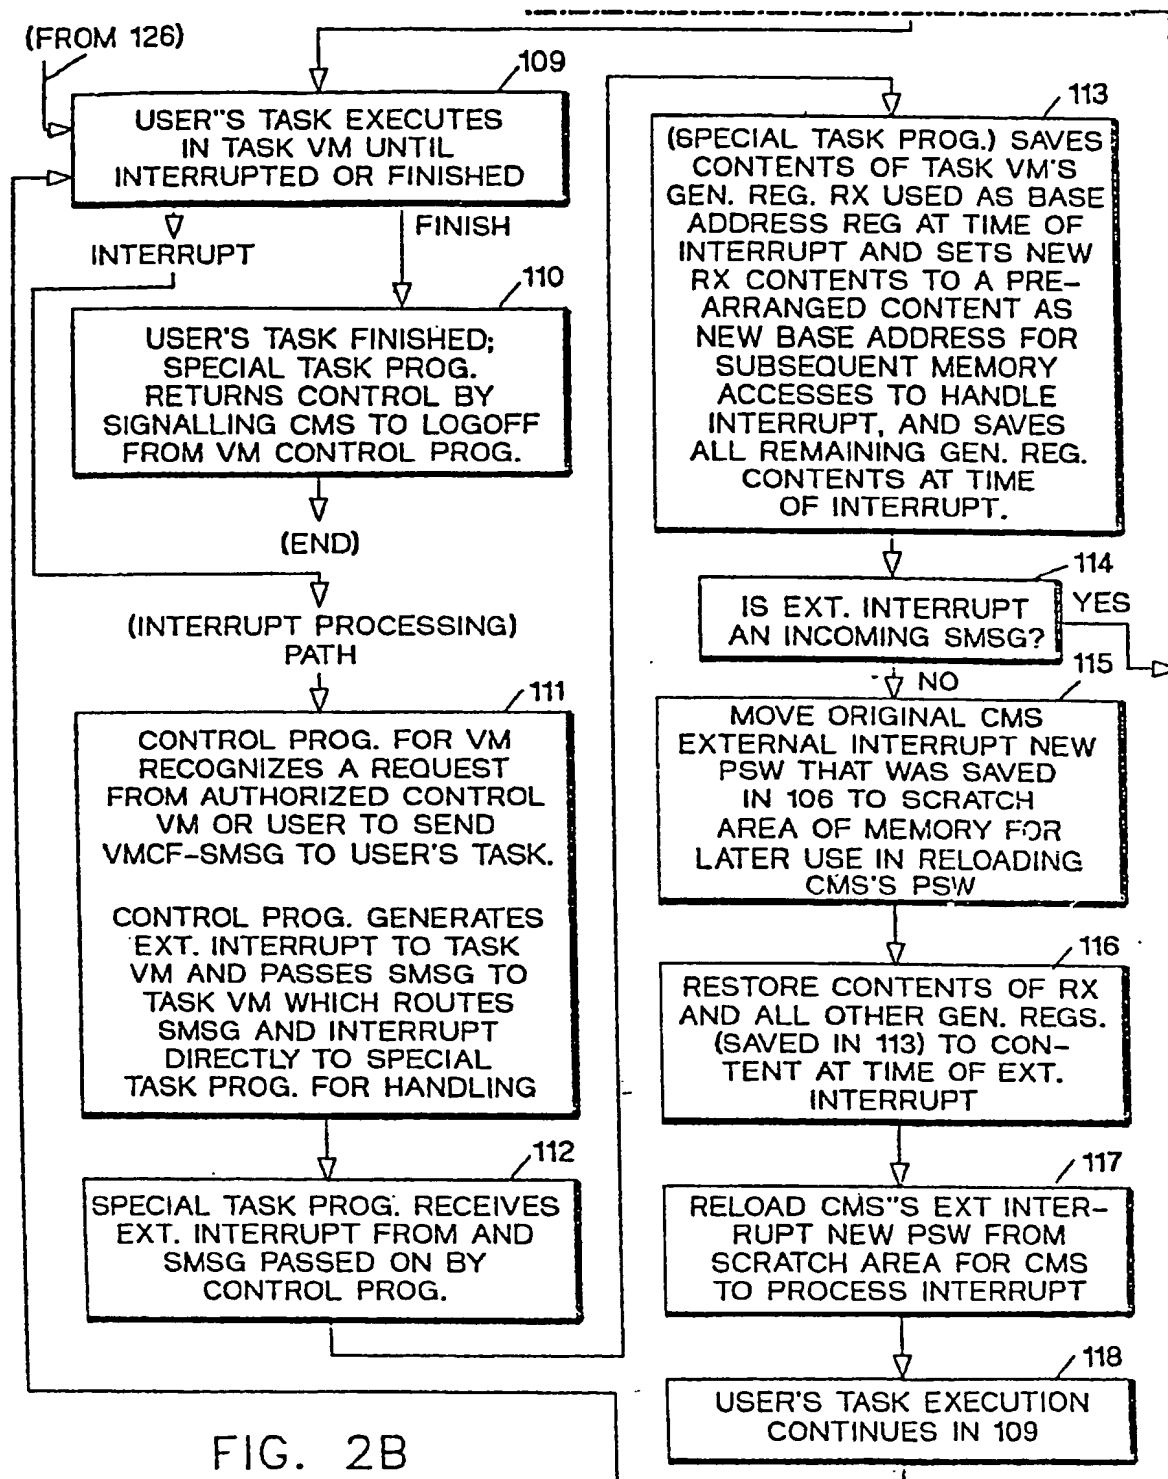 (FROM 126)
109
USER"S TASK EXECUTES
IN TASK VM UNTIL
INTERRUPTED OR FINISHED
INTERRUPT
FINISH
110
USER'S TASK FINISHED;
SPECIAL TASK PROG.
RETURNS CONTROL BY
SIGNALLING CMS TO LOGOFF
FROM VM CONTROL PROG.
(END)
(INTERRUPT PROCESSING)
PATH
111
CONTROL PROG. FOR VM
RECOGNIZES A REQUEST
FROM AUTHORIZED CONTROL
VM OR USER TO SEND
VMCF-SMSG TO USER'S TASK.
CONTROL PROG. GENERATES
EXT. INTERRUPT TO TASK
VM AND PASSES SMSG TO
TASK VM WHICH ROUTES
SMSG AND INTERRUPT
DIRECTLY TO SPECIAL
TASK PROG. FOR HANDLING
112
SPECIAL TASK PROG. RECEIVES
EXT. INTERRUPT FROM AND
SMSG PASSED ON BY
CONTROL PROG.
113
(SPECIAL TASK PROG.) SAVES
CONTENTS OF TASK VM'S
GEN. REG. RX USED AS BASE
ADDRESS REG AT TIME OF
INTERRUPT AND SETS NEW
RX CONTENTS TO A PRE-
ARRANGED CONTENT AS
NEW BASE ADDRESS FOR
SUBSEQUENT MEMORY
ACCESSES TO HANDLE
INTERRUPT, AND SAVES
ALL REMAINING GEN. REG.
CONTENTS AT TIME
OF INTERRUPT.
114
IS EXT. INTERRUPT
AN INCOMING SMSG?
YES
NO
115
MOVE ORIGINAL CMS
EXTERNAL INTERRUPT NEW
PSW THAT WAS SAVED
IN 106 TO SCRATCH
AREA OF MEMORY FOR
LATER USE IN RELOADING
CMS'S PSW
116
RESTORE CONTENTS OF RX
AND ALL OTHER GEN. REGS.
(SAVED IN 113) TO CON-
TENT AT TIME OF EXT.
INTERRUPT
117
RELOAD CMS"S EXT INTER-
RUPT NEW PSW FROM
SCRATCH AREA FOR CMS
TO PROCESS INTERRUPT
118
USER'S TASK EXECUTION
CONTINUES IN 109
FIG. 2B